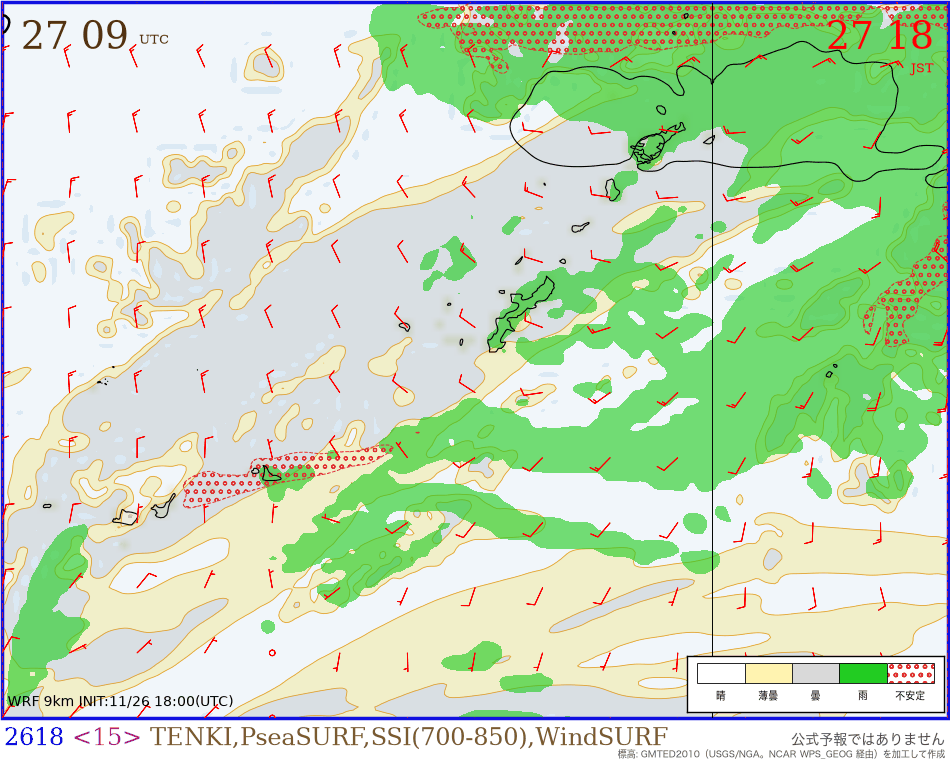 27 09 UTC
27 18
JST
WRF 9km INIT:11/26 18:00(UTC)
晴 薄曇 曇 雨 不安定
2618 <15> TENKI,PseaSURF,SSI(700-850),WindSURF
公式予報ではありません
標高: GMTED2010（USGS/NGA。NCAR WPS_GEOG 経由）を加工して作成